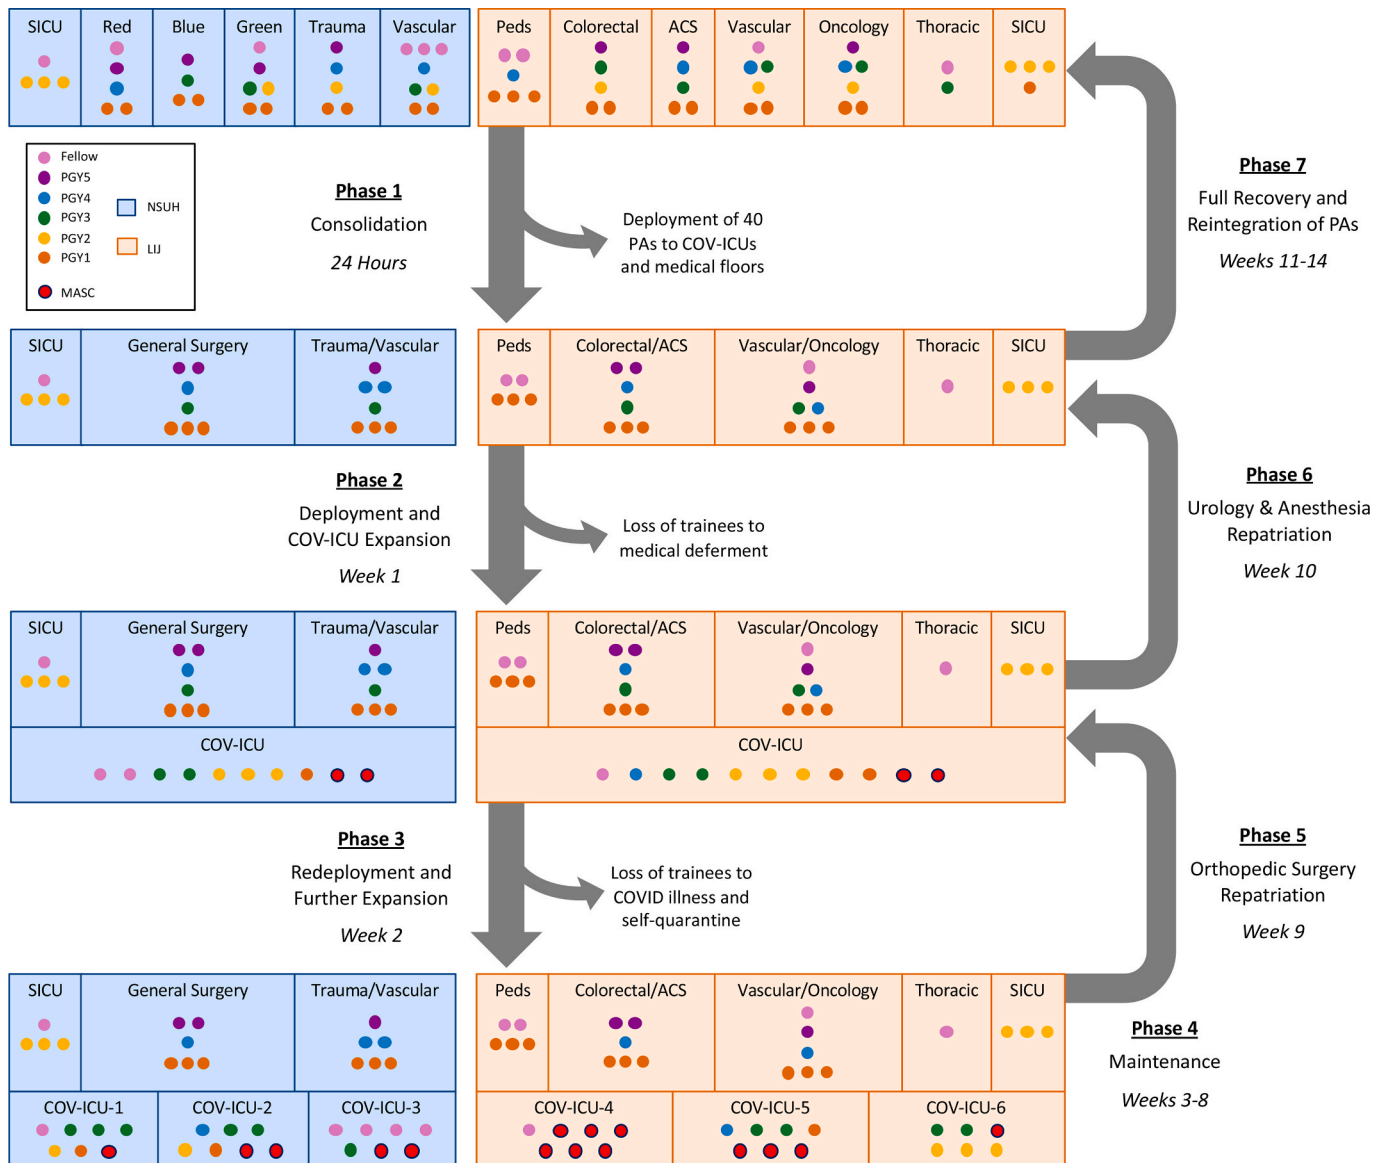 SICU
Red
Blue
Green
Trauma
Vascular
Peds
Colorectal
ACS
Vascular
Oncology
Thoracic
SICU
Fellow
PGY5
PGY4
PGY3
PGY2
PGY1
MASC
NSUH
LIJ
Phase 1
Consolidation
24 Hours
Deployment of 40
PAs to COV-ICUs
and medical floors
Phase 7
Full Recovery and
Reintegration of PAs
Weeks 11-14
SICU
General Surgery
Trauma/Vascular
Peds
Colorectal/ACS
Vascular/Oncology
Thoracic
SICU
Phase 2
Deployment and
COV-ICU Expansion
Week 1
Loss of trainees to
medical deferment
Phase 6
Urology & Anesthesia
Repatriation
Week 10
SICU
General Surgery
Trauma/Vascular
Peds
Colorectal/ACS
Vascular/Oncology
Thoracic
SICU
COV-ICU
COV-ICU
Phase 3
Redeployment and
Further Expansion
Week 2
Loss of trainees to
COVID illness and
self-quarantine
Phase 5
Orthopedic Surgery
Repatriation
Week 9
SICU
General Surgery
Trauma/Vascular
Peds
Colorectal/ACS
Vascular/Oncology
Thoracic
SICU
Phase 4
Maintenance
Weeks 3-8
COV-ICU-1
COV-ICU-2
COV-ICU-3
COV-ICU-4
COV-ICU-5
COV-ICU-6